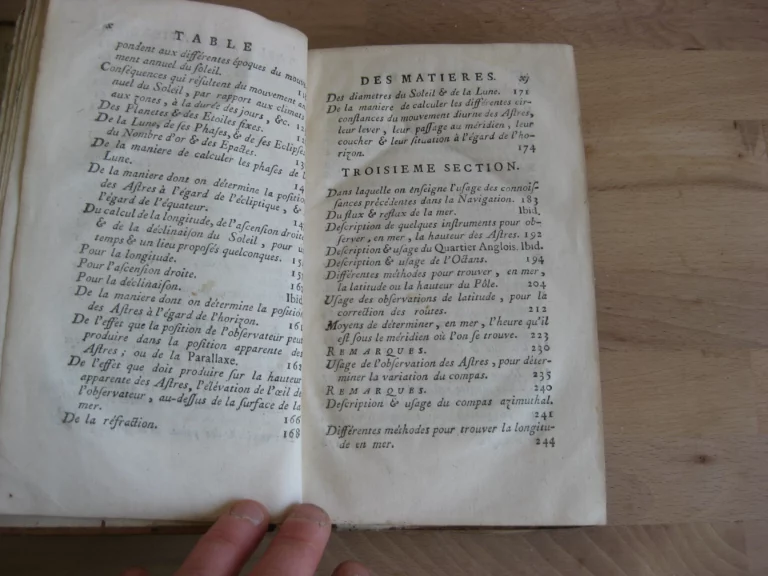 x
TABLE
pondent aux différentes époques du mouve
ment annuel du soleil.
Conséquences qui résultent du mouvement an
nuel du Soleil, par rapport aux climats
aux zones, à la durée des jours, &c. 12
Des Planetes & des Etoiles fixes.
De la Lune, de ses Phases, & de ses Eclipses
du Nombre d'or & des Epactes. 13
De la maniere de calculer les phases de l
Lune. 14
De la maniere dont on détermine la position
des Astres à l'égard de l'écliptique, &
l'égard de l'équateur. 14
Du calcul de la longitude, de l'ascension droite
& de la déclinaison du Soleil, pour u
temps & un lieu proposés quelconques. 15
Pour la longitude. 15
Pour l'ascension droite. 16
Pour la déclinaison. Ibid
De la maniere dont on détermine la position
des Astres à l'égard de l'horizon. 161
De l'effet que la position de l'observateur peut
produire dans la position apparente des
Astres ; ou de la Parallaxe. 162
De l'effet que doit produire sur la hauteur
apparente des Astres, l'élévation de l'œil de
l'observateur, au-dessus de la surface de la
mer. 166
De la réfraction. 168
DES MATIERES. xj
Des diametres du Soleil & de la Lune. 171
De la maniere de calculer les différentes cir-
constances du mouvement diurne des Astres,
leur lever, leur passage au méridien, leur
coucher & leur situation à l'égard de l'ho-
rizon. 174
TROISIEME SECTION.
Dans laquelle on enseigne l'usage des connois-
sances précédentes dans la Navigation. 183
Du flux & reflux de la mer. Ibid.
Description de quelques instruments pour ob-
server, en mer, la hauteur des Astres. 192
Description & usage du Quartier Anglois. Ibid.
Description & usage de l'Octans. 194
Différentes méthodes pour trouver, en mer,
la latitude ou la hauteur du Pôle. 204
Usage des observations de latitude, pour la
correction des routes. 212
Moyens de déterminer, en mer, l'heure qu'il
est sous le méridien où l'on se trouve. 223
REMARQUES. 230
Usage de l'observation des Astres, pour déter-
miner la variation du compas. 235
REMARQUES. 240
Description & usage du compas azimuthal.
241
Différentes méthodes pour trouver la longitu-
de en mer. 244